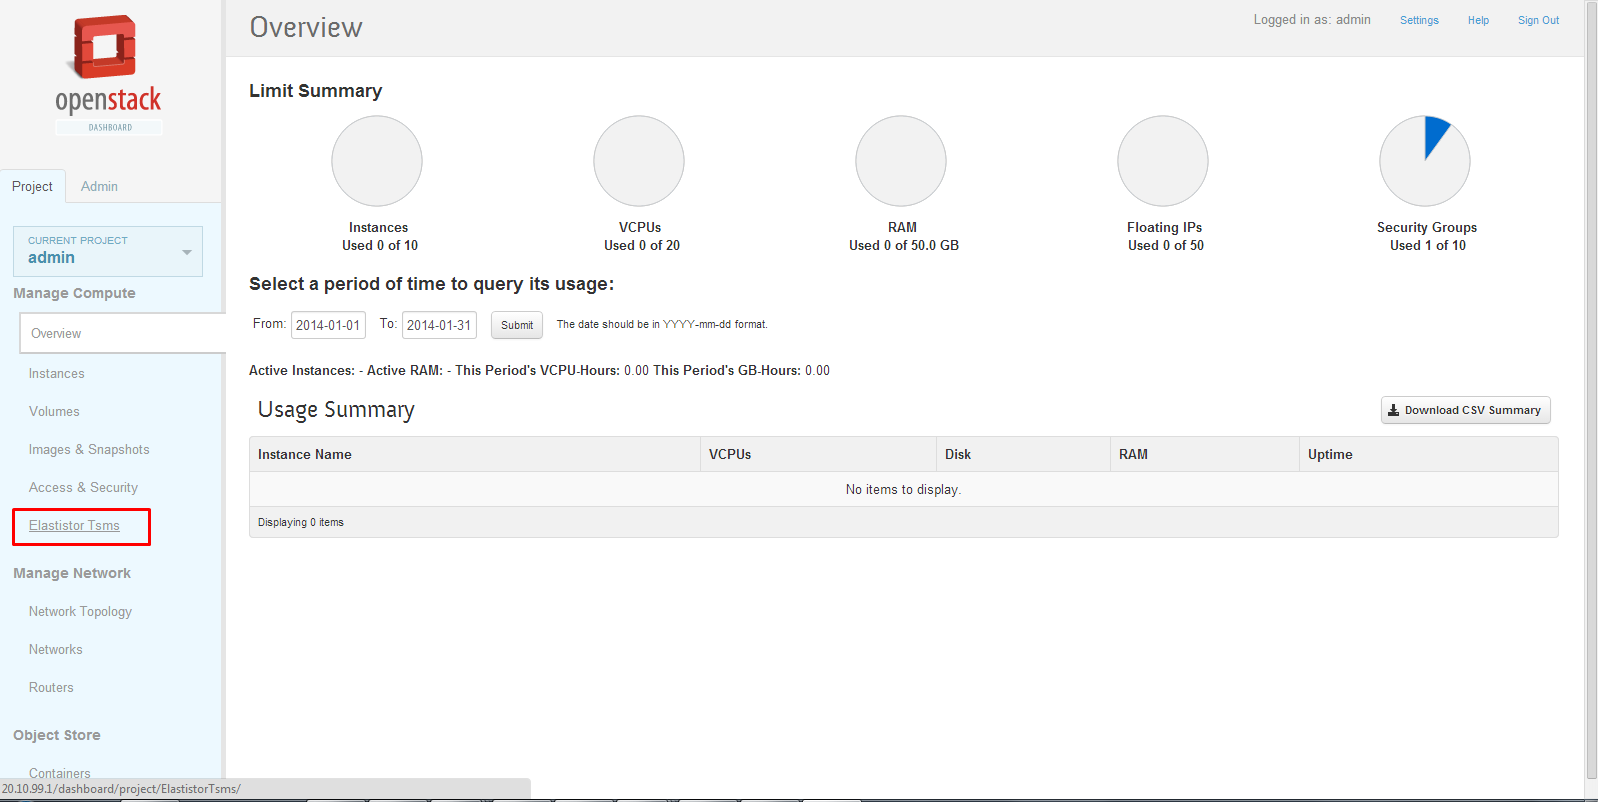 openstack
DASHBOARD
Project
Admin
CURRENT PROJECT
admin
Manage Compute
Overview
Instances
Volumes
Images & Snapshots
Access & Security
Elastistor Tsms
Manage Network
Network Topology
Networks
Routers
Object Store
Containers
20.10.99.1/dashboard/project/ElastistorTsms/
Overview
Logged in as: admin
Settings
Help
Sign Out
Limit Summary
Instances
Used 0 of 10
VCPUs
Used 0 of 20
RAM
Used 0 of 50.0 GB
Floating IPs
Used 0 of 50
Security Groups
Used 1 of 10
Select a period of time to query its usage:
From: 2014-01-01 To: 2014-01-31 Submit The date should be in YYYY-mm-dd format.
Active Instances: - Active RAM: - This Period's VCPU-Hours: 0.00 This Period's GB-Hours: 0.00
Usage Summary
Download CSV Summary
Instance Name VCPUs Disk RAM Uptime
No items to display.
Displaying 0 items